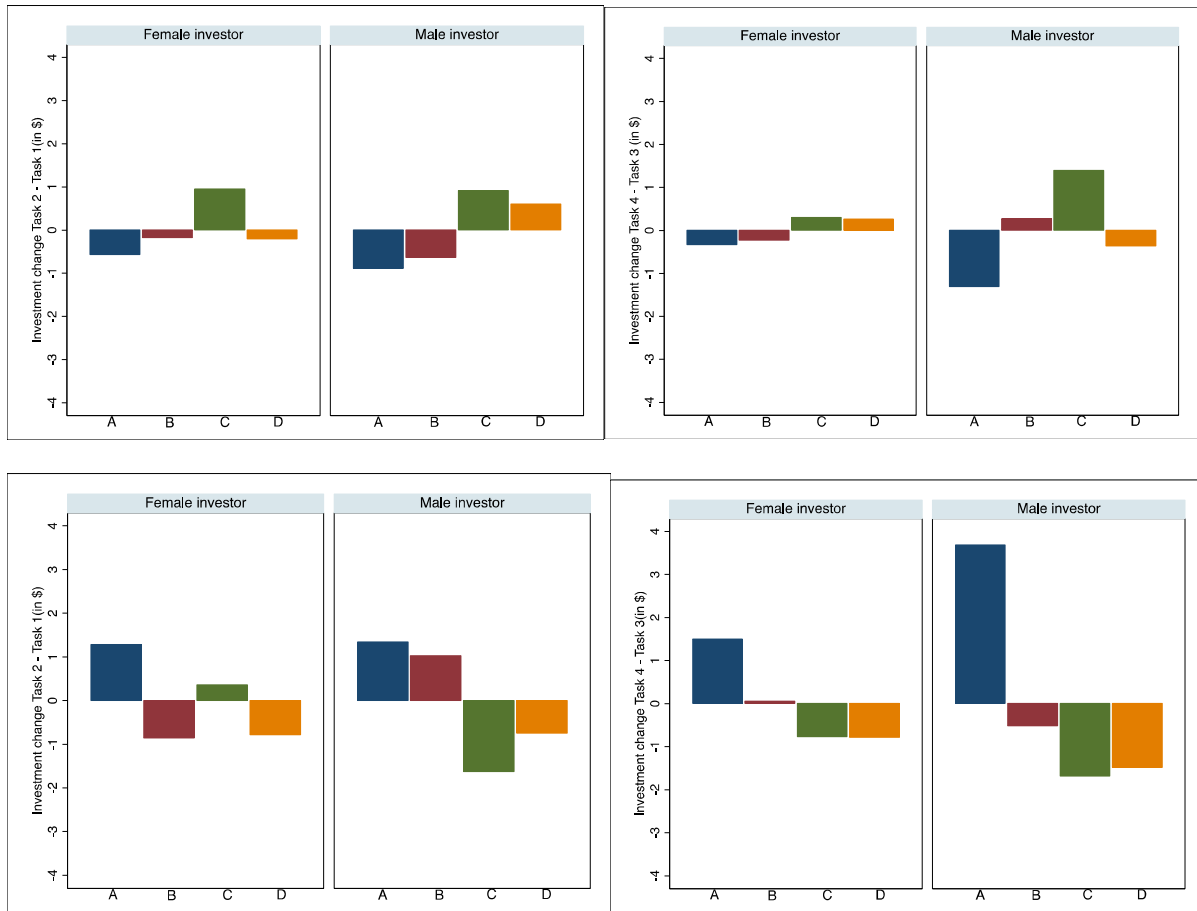 Female investor
Male investor
Investment change Task 2 - Task 1(in $)
4
3
2
1
0
-1
-2
-3
-4
A B C D
A B C D
Female investor
Male investor
Investment change Task 4 - Task 3 (in $)
4
3
2
1
0
-1
-2
-3
-4
A B C D
A B C D
Female investor
Male investor
Investment change Task 2 - Task 1(in $)
4
3
2
1
0
-1
-2
-3
-4
A B C D
A B C D
Female investor
Male investor
Investment change Task 4 - Task 3(in $)
4
3
2
1
0
-1
-2
-3
-4
A B C D
A B C D